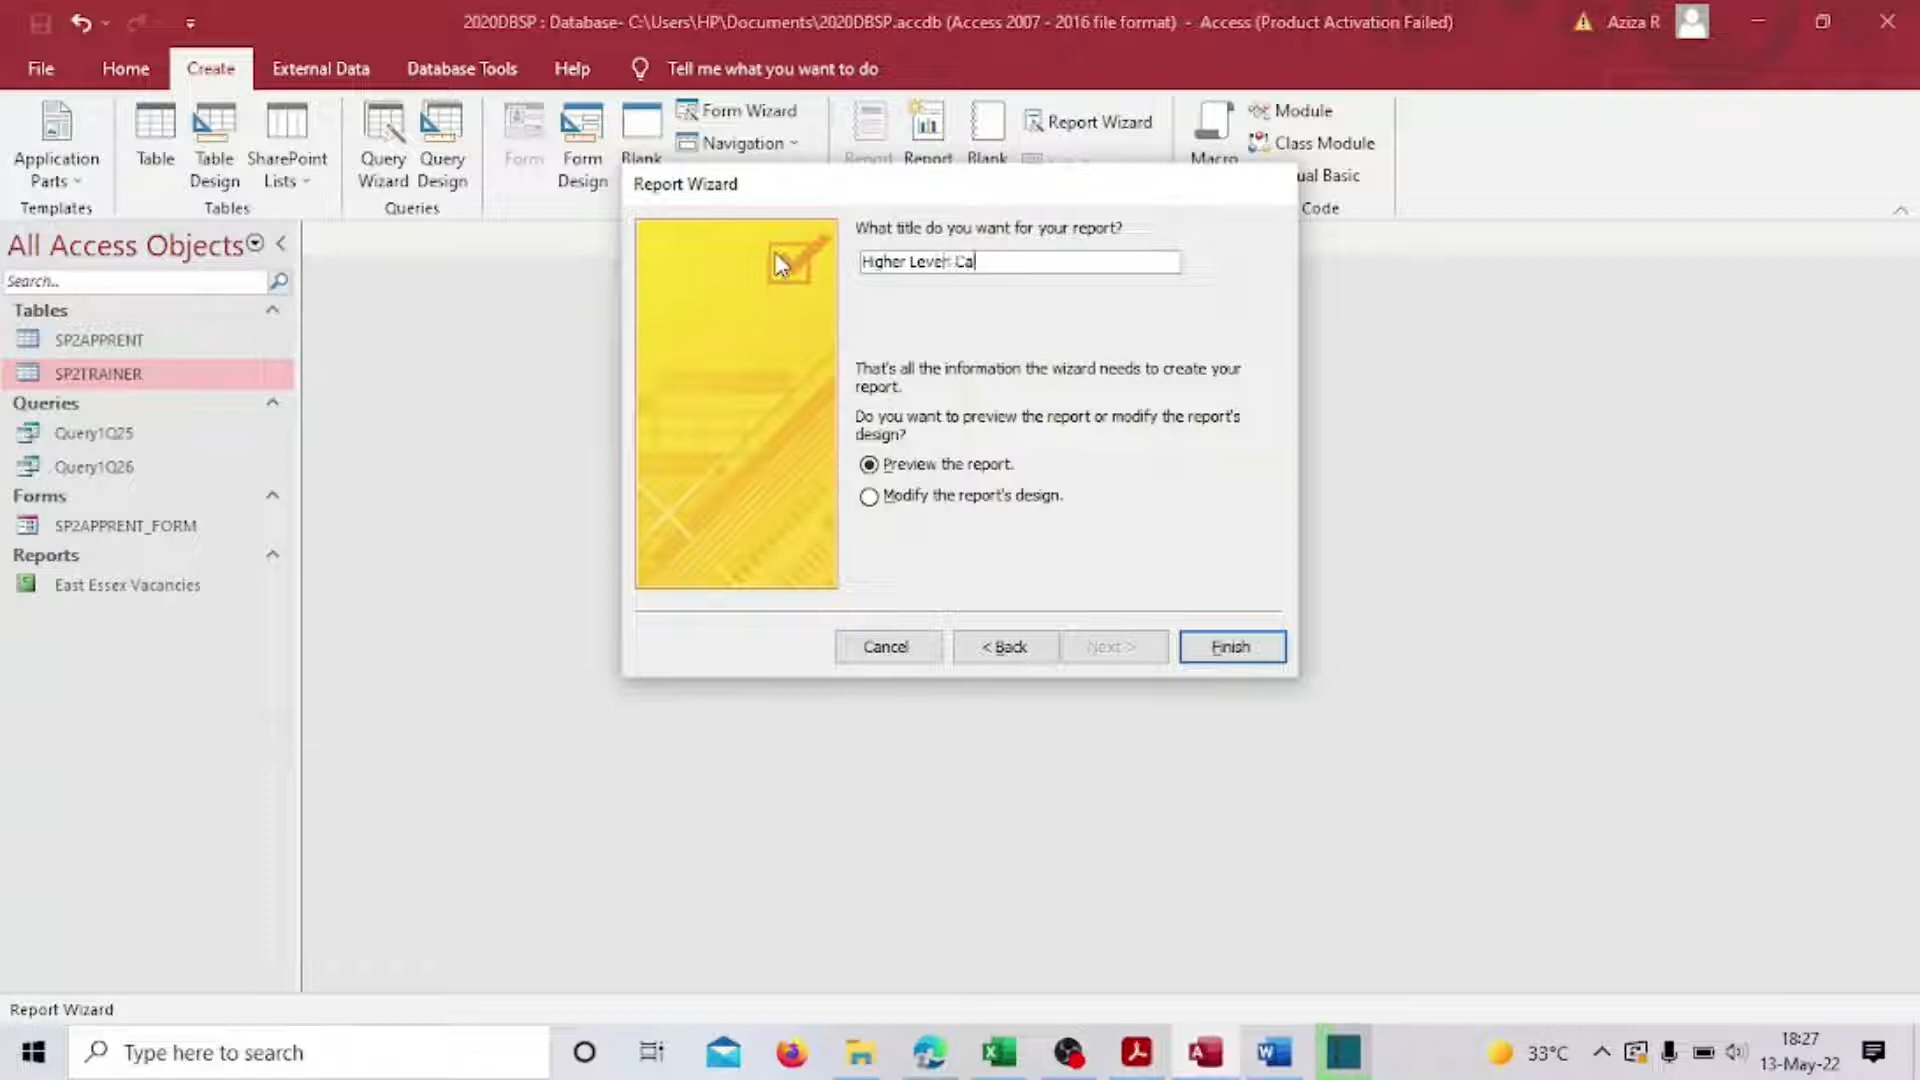 2020DBSP : Database- C:\Users\HP\Documents\2020DBSP.accdb (Access 2007 - 2016 file format) - Access (Product Activation Failed)
Aziza R
File Home Create External Data Database Tools Help Tell me what you want to do
Application Parts
Table
Table Design
SharePoint Lists
Query Wizard
Query Design
Form
Form Design
Blank
Form Wizard
Navigation
Report
Report
Blank
Report Wizard
Macro
Module
Class Module
ual Basic
Templates
Tables
Queries
Code
All Access Objects
Search...
Tables
SP2APPRENT
SP2TRAINER
Queries
Query1Q25
Query1Q26
Forms
SP2APPRENT_FORM
Reports
East Essex Vacancies
Report Wizard
What title do you want for your report?
Higher Level Ca
That's all the information the wizard needs to create your
report.
Do you want to preview the report or modify the report's
design?
Preview the report.
Modify the report's design.
Cancel
< Back
Next >
Finish
Report Wizard
Type here to search
33°C
18:27
13-May-22